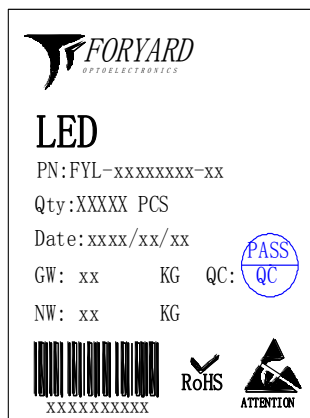 FORYARD
OPTOELECTRONICS
LED
PN:FYL-xxxxxxxx-xx
Qty:XXXXX PCS
Date:xxxx/xx/xx
GW: xx KG QC: PASS QC
NW: xx KG
xxxxxxxxxx
RoHS
ATTENTION